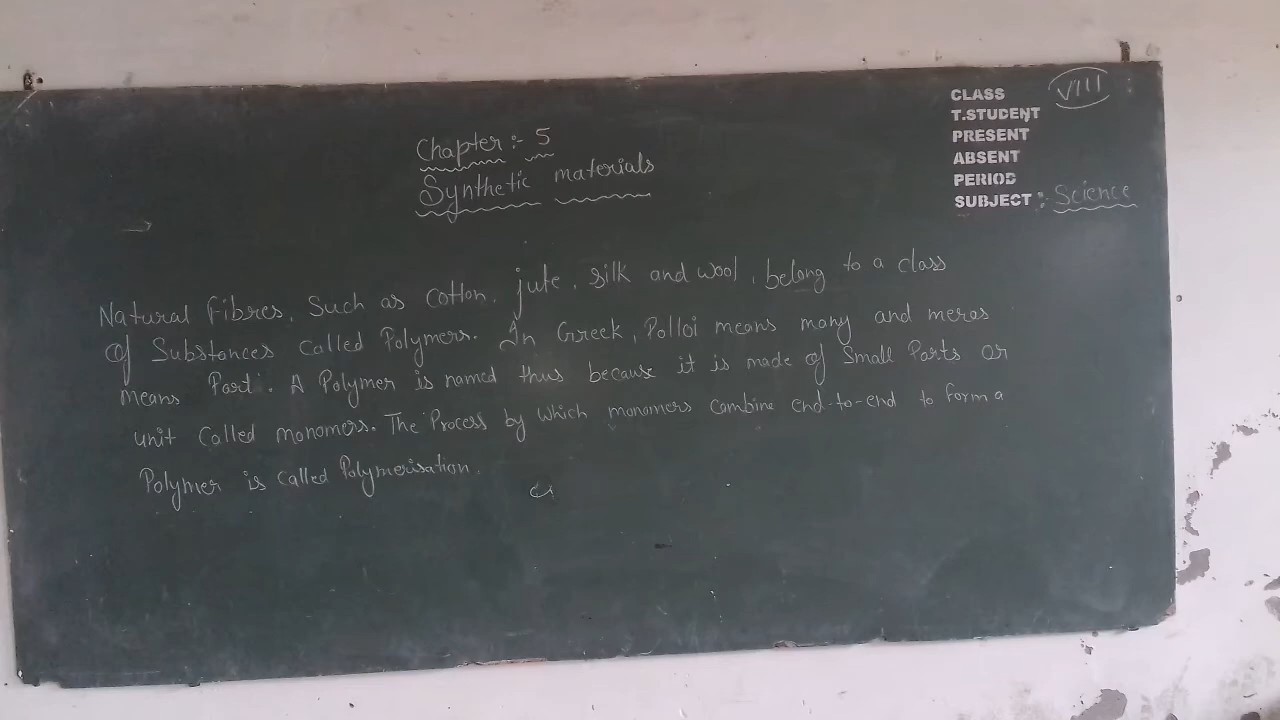 CLASS VIII
T.STUDENT
PRESENT
ABSENT
PERIOD
SUBJECT :- Science
Chapter :- 5
Synthetic materials
Natural Fibres, Such as Cotton, jute, silk and wool, belong to a class
of Substances called Polymers. In Greek, Polloi means many and meros
means Part. A Polymer is named thus because it is made of Small Parts or
unit Called monomers. The Process by which monomers combine end-to-end to form a
Polymer is called Polymerisation.